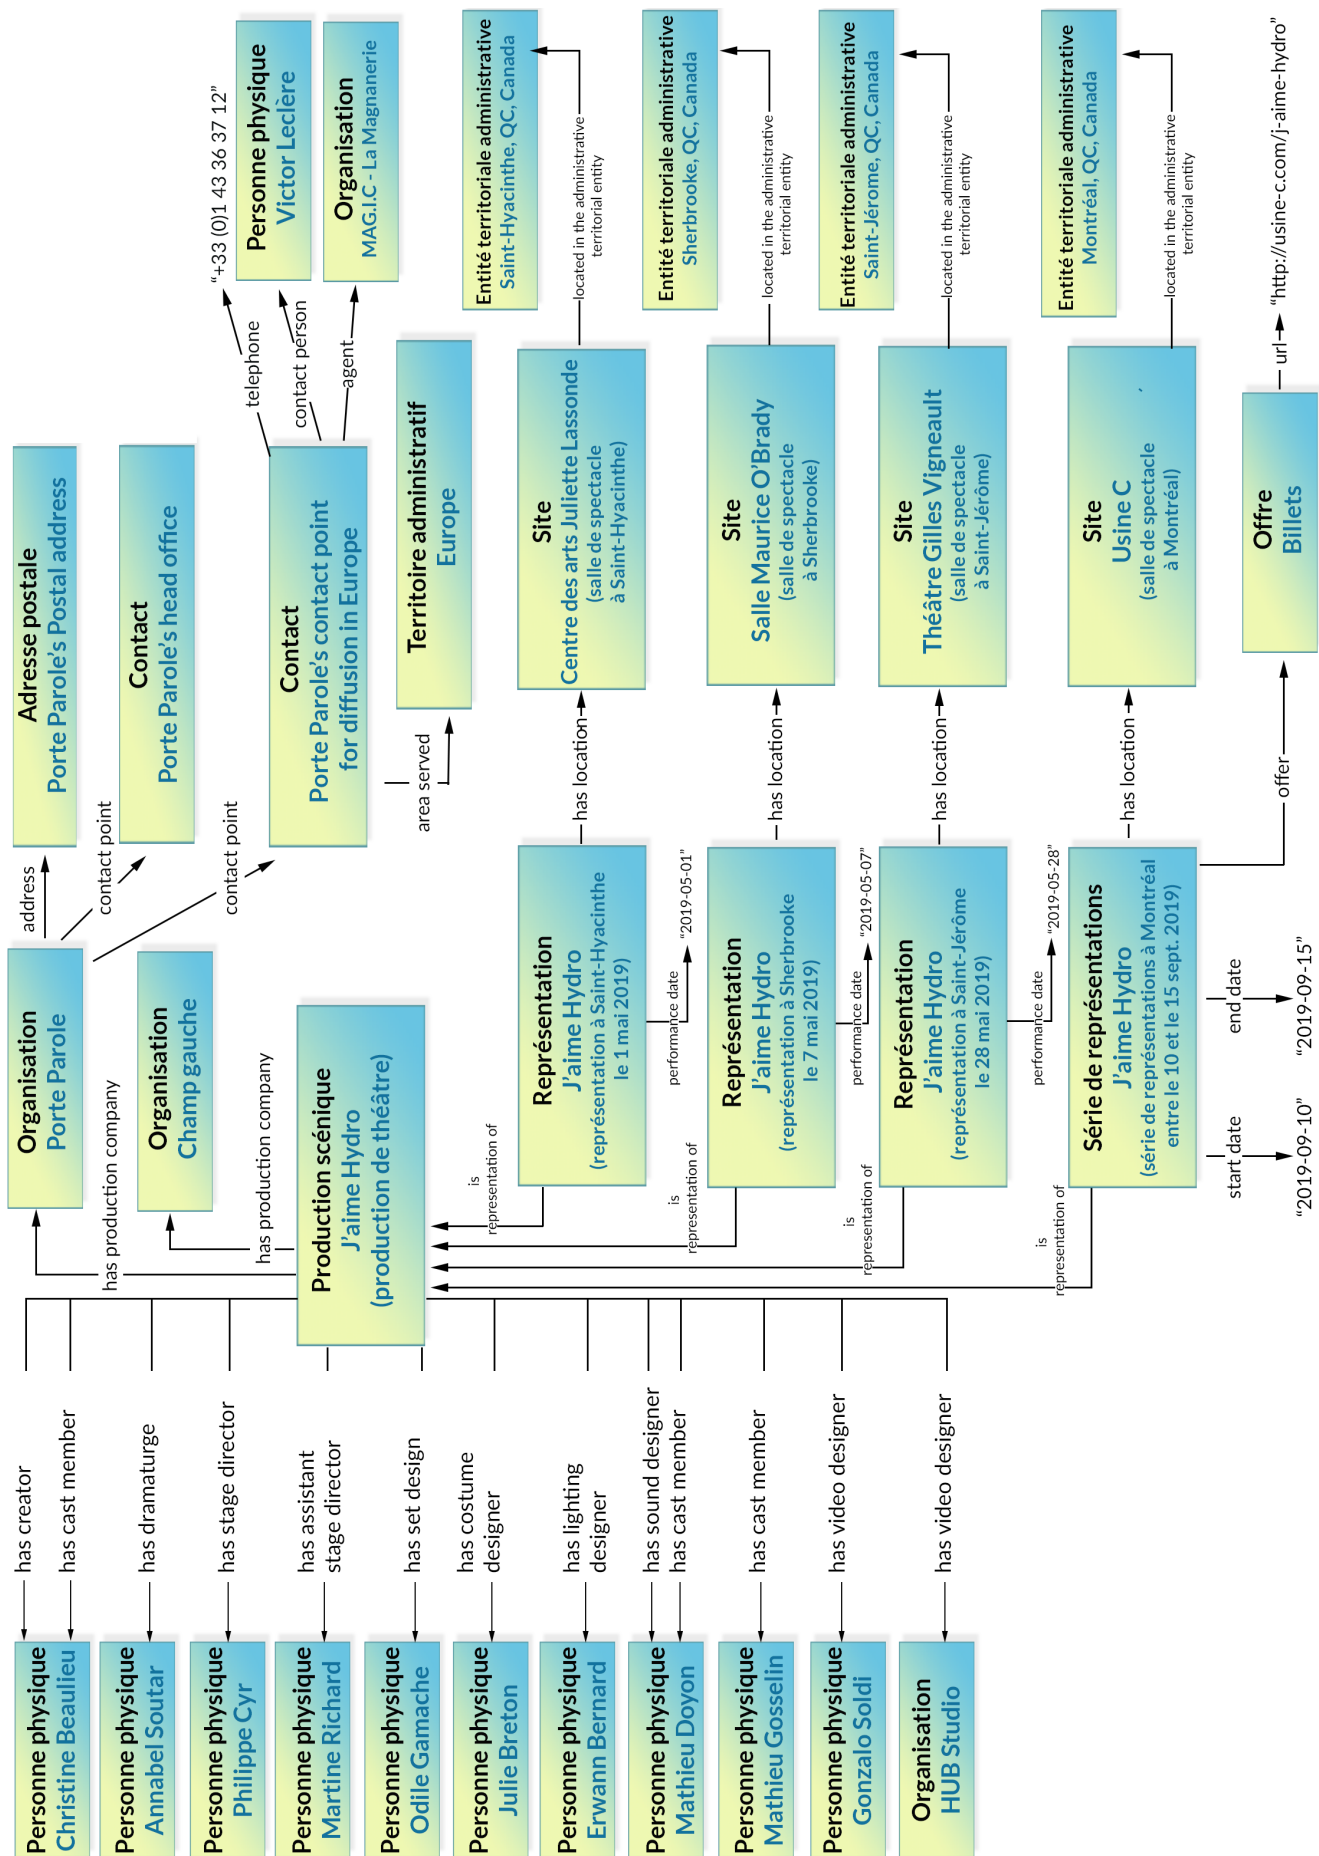 Personne physique
Christine Beaulieu
Personne physique
Annabel Soutar
Personne physique
Philippe Cyr
Personne physique
Martine Richard
Personne physique
Odile Gamache
Personne physique
Julie Breton
Personne physique
Erwann Bernard
Personne physique
Mathieu Doyon
Personne physique
Mathieu Gosselin
Personne physique
Gonzalo Soldi
Organisation
HUB Studio
has creator
has cast member
has dramaturge
has stage director
has assistant
stage director
has set design
has costume
designer
has lighting
designer
has sound designer
has cast member
has cast member
has video designer
has video designer
Organisation
Porte Parole
has production company
Organisation
Champ gauche
has production company
Production scénique
J'aime Hydro
(production de théâtre)
address
contact point
contact point
Adresse postale
Porte Parole's Postal address
Contact
Porte Parole's head office
Contact
Porte Parole's contact point
for diffusion in Europe
area served
Territoire administratif
Europe
telephone
contact person
agent
“+33 (0)1 43 36 37 12”
Personne physique
Victor Leclère
Organisation
MAG.I.C - La Magnanerie
is
representation of
Représentation
J'aime Hydro
(représentation à Saint-Hyacinthe
le 1 mai 2019)
performance date
“2019-05-01”
has location
Site
Centre des arts Juliette Lassonde
(salle de spectacle
à Saint-Hyacinthe)
located in the administrative
territorial entity
Entité territoriale administrative
Saint-Hyacinthe, QC, Canada
is
representation of
Représentation
J'aime Hydro
(représentation à Sherbrooke
le 7 mai 2019)
performance date
“2019-05-07”
has location
Site
Salle Maurice O'Brady
(salle de spectacle
à Sherbrooke)
located in the administrative
territorial entity
Entité territoriale administrative
Sherbrooke, QC, Canada
is
representation of
Représentation
J'aime Hydro
(représentation à Saint-Jérôme
le 28 mai 2019)
performance date
“2019-05-28”
has location
Site
Théâtre Gilles Vigneault
(salle de spectacle
à Saint-Jérôme)
located in the administrative
territorial entity
Entité territoriale administrative
Saint-Jérome, QC, Canada
is
representation of
Série de représentations
J'aime Hydro
(série de représentations à Montréal
entre le 10 et le 15 sept. 2019)
start date
“2019-09-10”
end date
“2019-09-15”
has location
Site
Usine C
(salle de spectacle
à Montréal)
located in the administrative
territorial entity
Entité territoriale administrative
Montréal, QC, Canada
offer
Offre
Billets
url
“http://usine-c.com/j-aime-hydro”